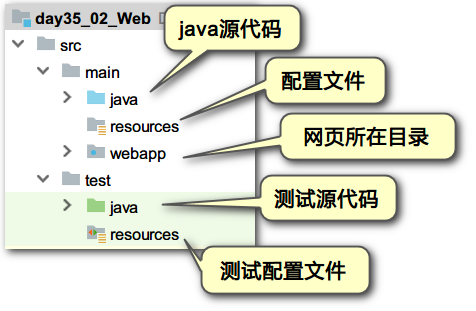 day35_02_Web
java源代码
src
main
配置文件
java
resources
网页所在目录
webapp
test
测试源代码
java
resources
测试配置文件